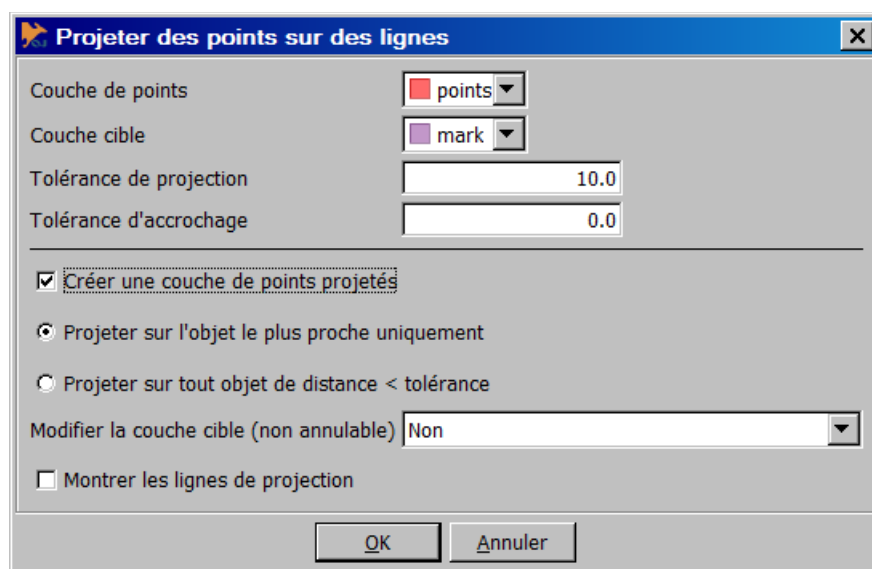 Projeter des points sur des lignes
Couche de points points
Couche cible mark
Tolérance de projection 10.0
Tolérance d'accrochage 0.0
Créer une couche de points projetés
Projeter sur l'objet le plus proche uniquement
Projeter sur tout objet de distance < tolérance
Modifier la couche cible (non annulable) Non
Montrer les lignes de projection
OK Annuler